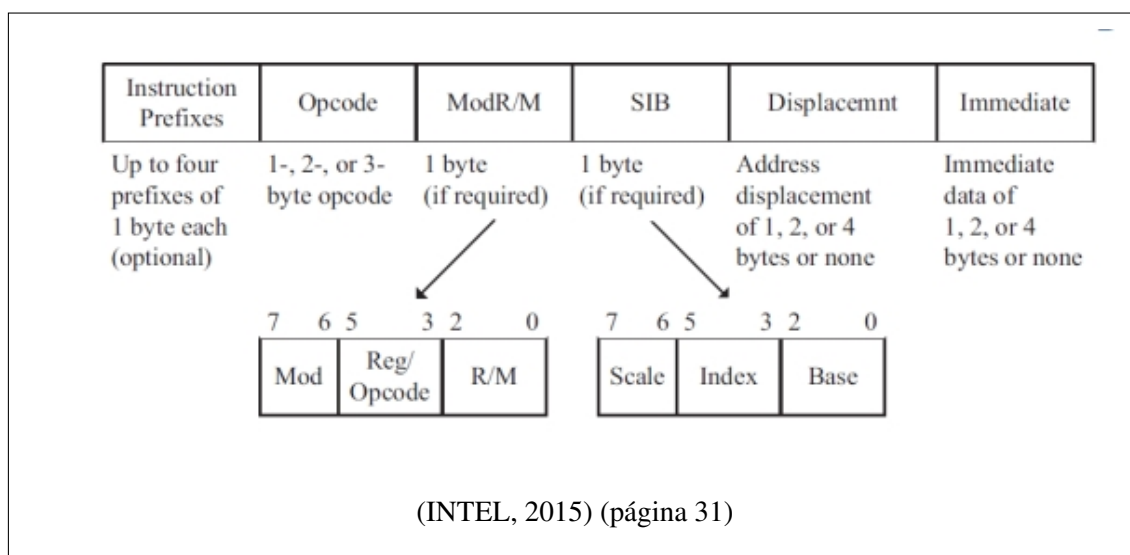 Instruction
Prefixes
Opcode
ModR/M
SIB
Displacemnt
Immediate
Up to four
prefixes of
1 byte each
(optional)
1-, 2-, or 3-
byte opcode
1 byte
(if required)
1 byte
(if required)
Address
displacement
of 1, 2, or 4
bytes or none
Immediate
data of
1, 2, or 4
bytes or none
7 6 5 3 2 0
Mod
Reg/
Opcode
R/M
7 6 5 3 2 0
Scale
Index
Base
(INTEL, 2015) (página 31)